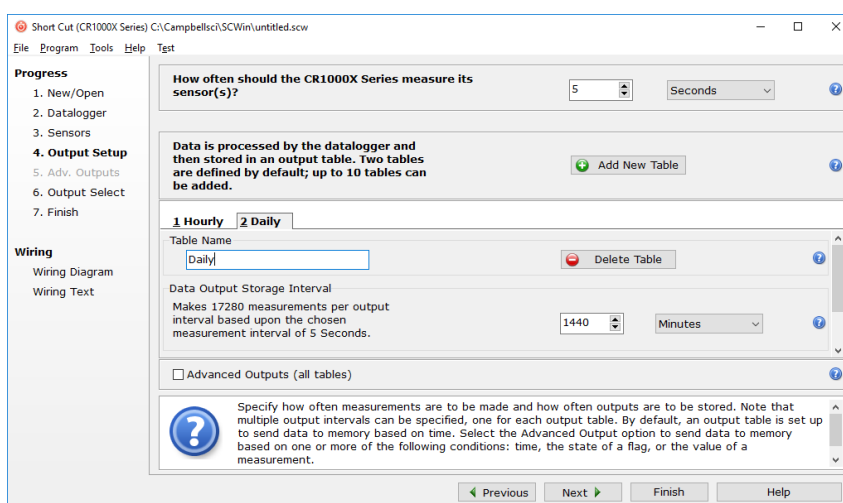 Short Cut (CR1000X Series) C:\Campbellsci\SCWin\untitled.scw
File Program Tools Help Test
Progress
1. New/Open
2. Datalogger
3. Sensors
4. Output Setup
5. Adv. Outputs
6. Output Select
7. Finish
Wiring
Wiring Diagram
Wiring Text
How often should the CR1000X Series measure its
sensor(s)?
5 Seconds
Data is processed by the datalogger and
then stored in an output table. Two tables
are defined by default; up to 10 tables can
be added.
Add New Table
1 Hourly 2 Daily
Table Name
Daily
Delete Table
Data Output Storage Interval
Makes 17280 measurements per output
interval based upon the chosen
measurement interval of 5 Seconds.
1440 Minutes
Advanced Outputs (all tables)
Specify how often measurements are to be made and how often outputs are to be stored. Note that
multiple output intervals can be specified, one for each output table. By default, an output table is set up
to send data to memory based on time. Select the Advanced Output option to send data to memory
based on one or more of the following conditions: time, the state of a flag, or the value of a
measurement.
Previous Next Finish Help